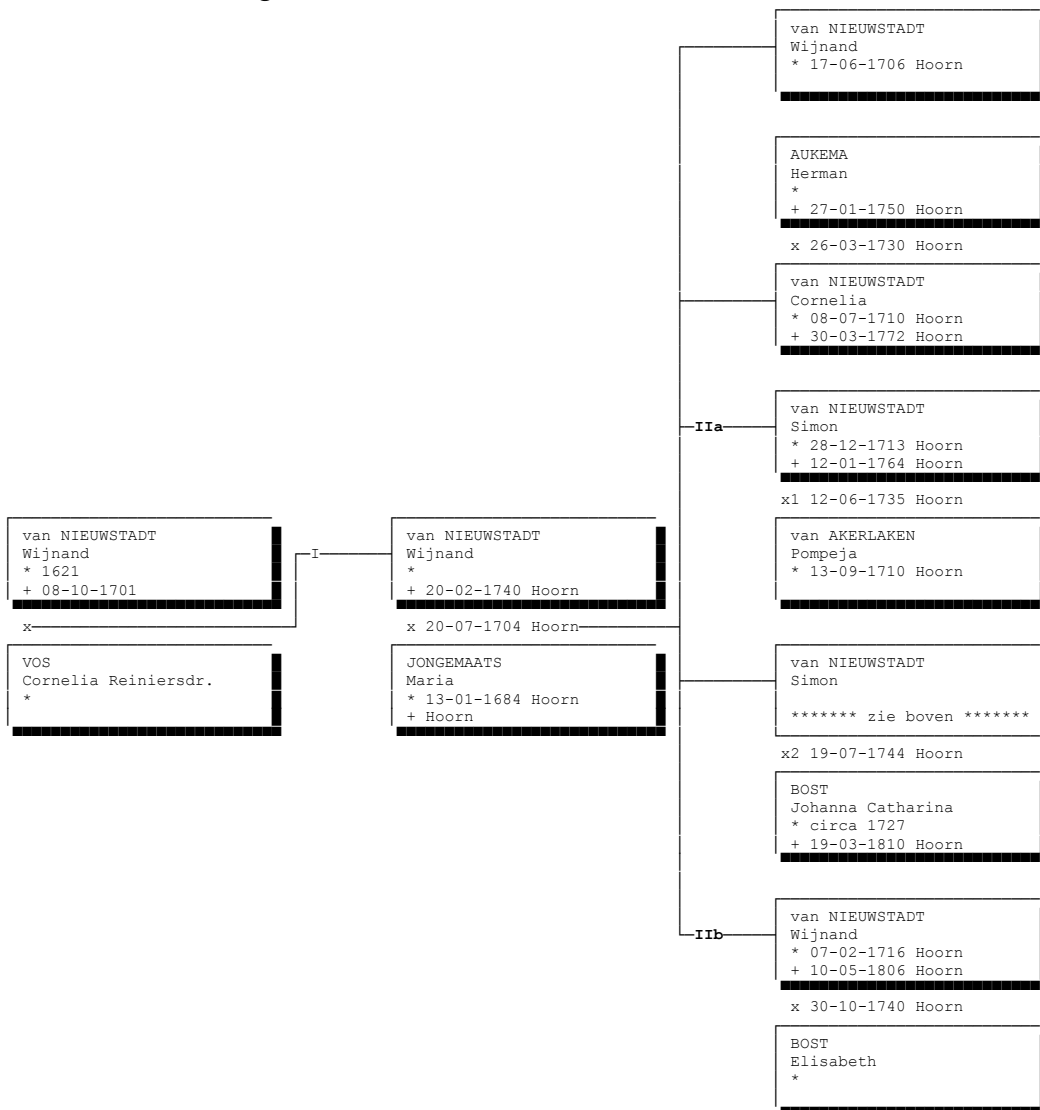 van NIEUWSTADT
Wijnand
* 1621
+ 08-10-1701
x
VOS
Cornelia Reiniersdr.
*
I
van NIEUWSTADT
Wijnand
*
+ 20-02-1740 Hoorn
x 20-07-1704 Hoorn
JONGEMAATS
Maria
* 13-01-1684 Hoorn
+ Hoorn
van NIEUWSTADT
Wijnand
* 17-06-1706 Hoorn
AUKEMA
Herman
*
+ 27-01-1750 Hoorn
x 26-03-1730 Hoorn
van NIEUWSTADT
Cornelia
* 08-07-1710 Hoorn
+ 30-03-1772 Hoorn
IIa
van NIEUWSTADT
Simon
* 28-12-1713 Hoorn
+ 12-01-1764 Hoorn
x1 12-06-1735 Hoorn
van AKERLAKEN
Pompeja
* 13-09-1710 Hoorn
van NIEUWSTADT
Simon
******* zie boven *******
x2 19-07-1744 Hoorn
BOST
Johanna Catharina
* circa 1727
+ 19-03-1810 Hoorn
IIb
van NIEUWSTADT
Wijnand
* 07-02-1716 Hoorn
+ 10-05-1806 Hoorn
x 30-10-1740 Hoorn
BOST
Elisabeth
*